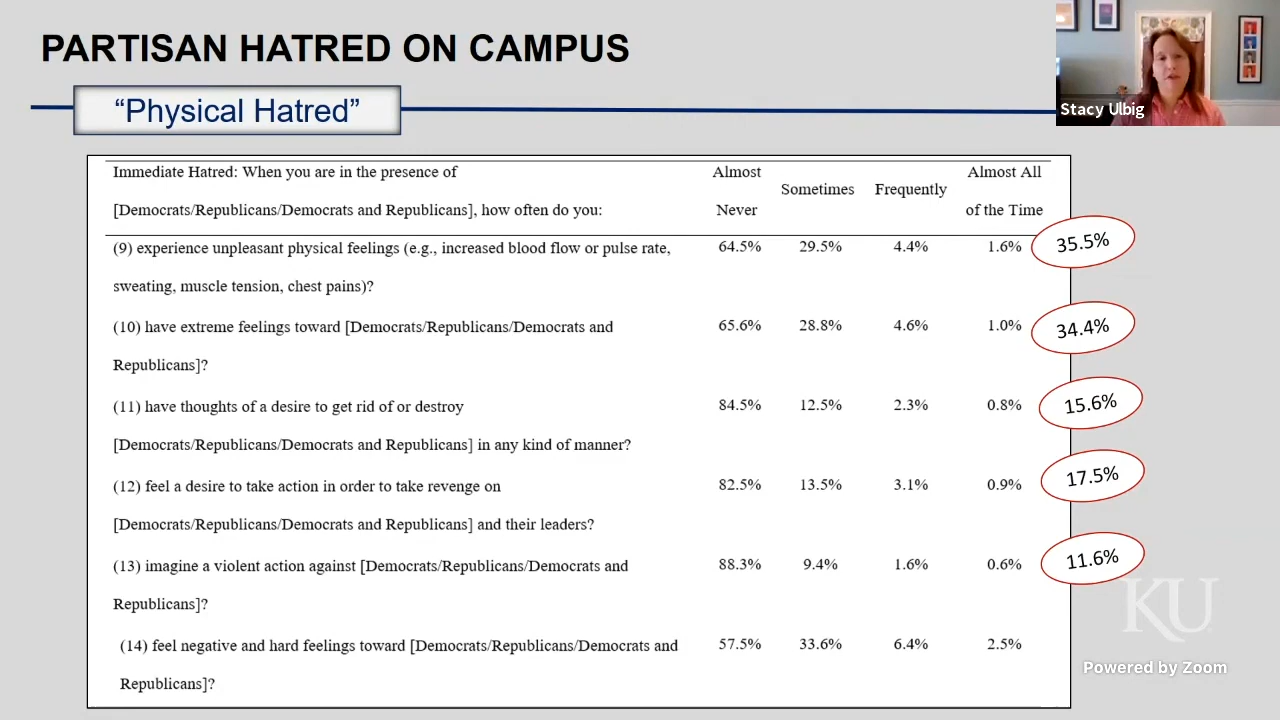 PARTISAN HATRED ON CAMPUS
Stacy Ulbig
“Physical Hatred”
Immediate Hatred: When you are in the presence of
[Democrats/Republicans/Democrats and Republicans], how often do you:
Almost
Never
Sometimes
Frequently
Almost All
of the Time
(9) experience unpleasant physical feelings (e.g., increased blood flow or pulse rate,
sweating, muscle tension, chest pains)?
64.5% 29.5% 4.4% 1.6% 35.5%
(10) have extreme feelings toward [Democrats/Republicans/Democrats and
Republicans]?
65.6% 28.8% 4.6% 1.0% 34.4%
(11) have thoughts of a desire to get rid of or destroy
[Democrats/Republicans/Democrats and Republicans] in any kind of manner?
84.5% 12.5% 2.3% 0.8% 15.6%
(12) feel a desire to take action in order to take revenge on
[Democrats/Republicans/Democrats and Republicans] and their leaders?
82.5% 13.5% 3.1% 0.9% 17.5%
(13) imagine a violent action against [Democrats/Republicans/Democrats and
Republicans]?
88.3% 9.4% 1.6% 0.6% 11.6%
(14) feel negative and hard feelings toward [Democrats/Republicans/Democrats and
Republicans]?
57.5% 33.6% 6.4% 2.5%
KU
Powered by Zoom